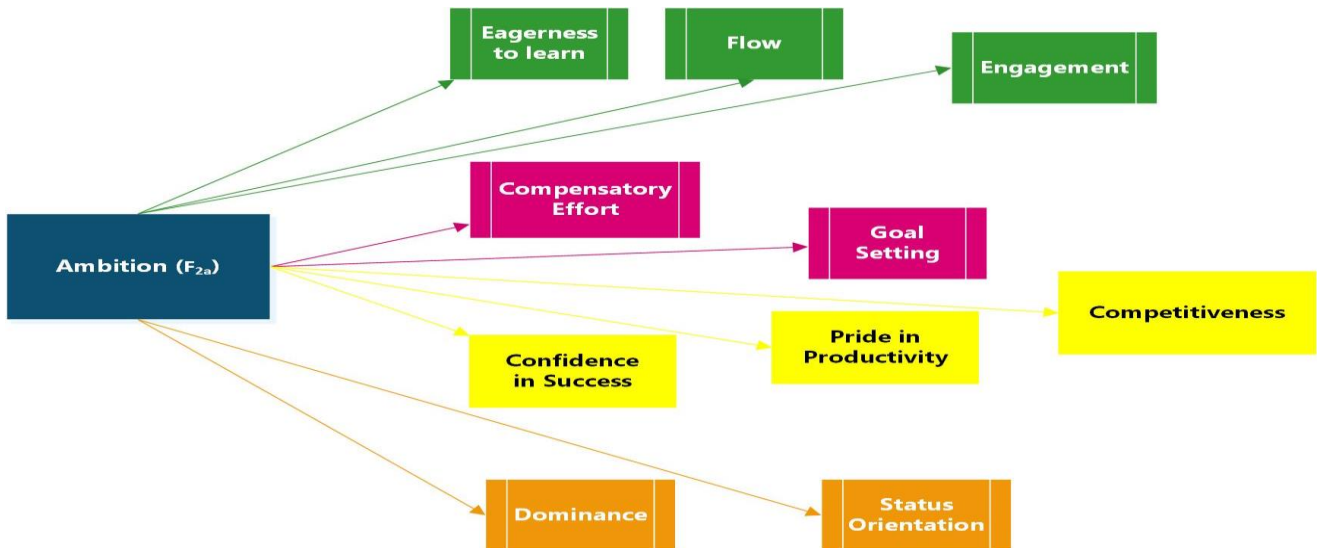 Eagerness
to learn
Flow
Engagement
Compensatory
Effort
Goal
Setting
Ambition (F₂ₐ)
Competitiveness
Pride in
Productivity
Confidence
in Success
Dominance
Status
Orientation